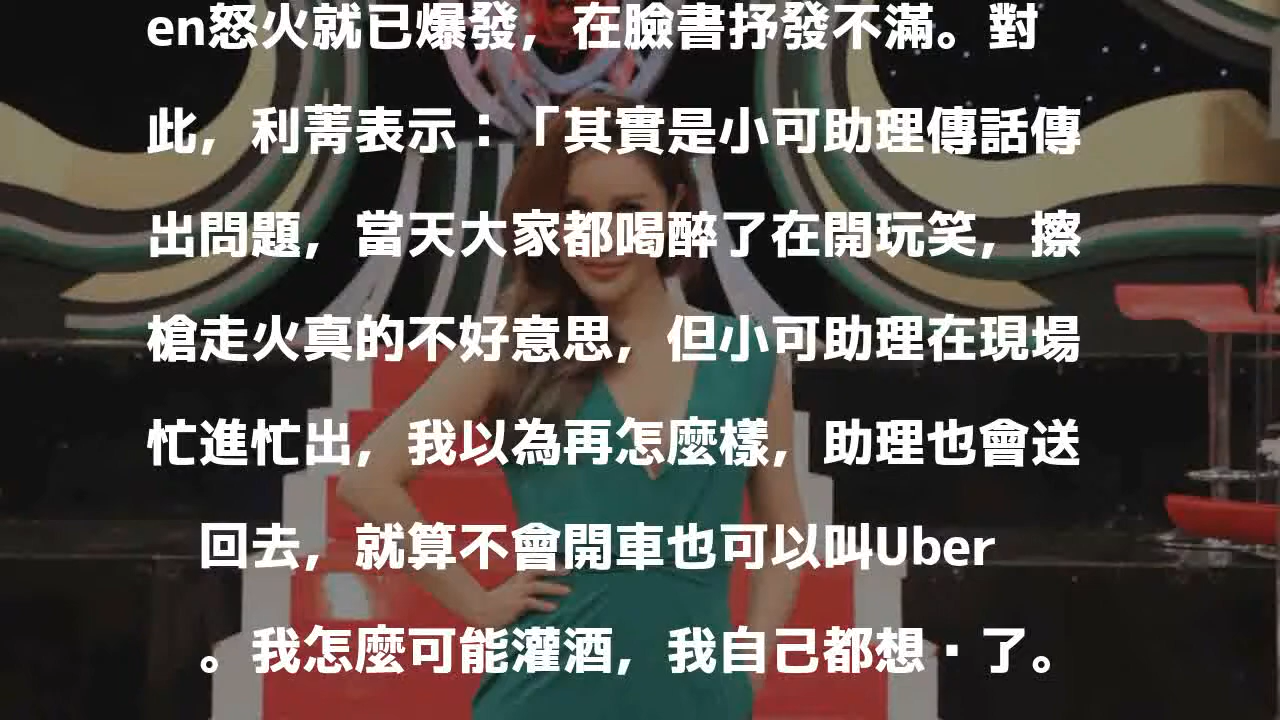 en怒火就已爆發，在臉書抒發不滿。對
此，利菁表示：「其實是小可助理傳話傳
出問題，當天大家都喝醉了在開玩笑，擦
槍走火真的不好意思，但小可助理在現場
忙進忙出，我以為再怎麼樣，助理也會送
回去，就算不會開車也可以叫Uber
。我怎麼可能灌酒，我自己都想·了。